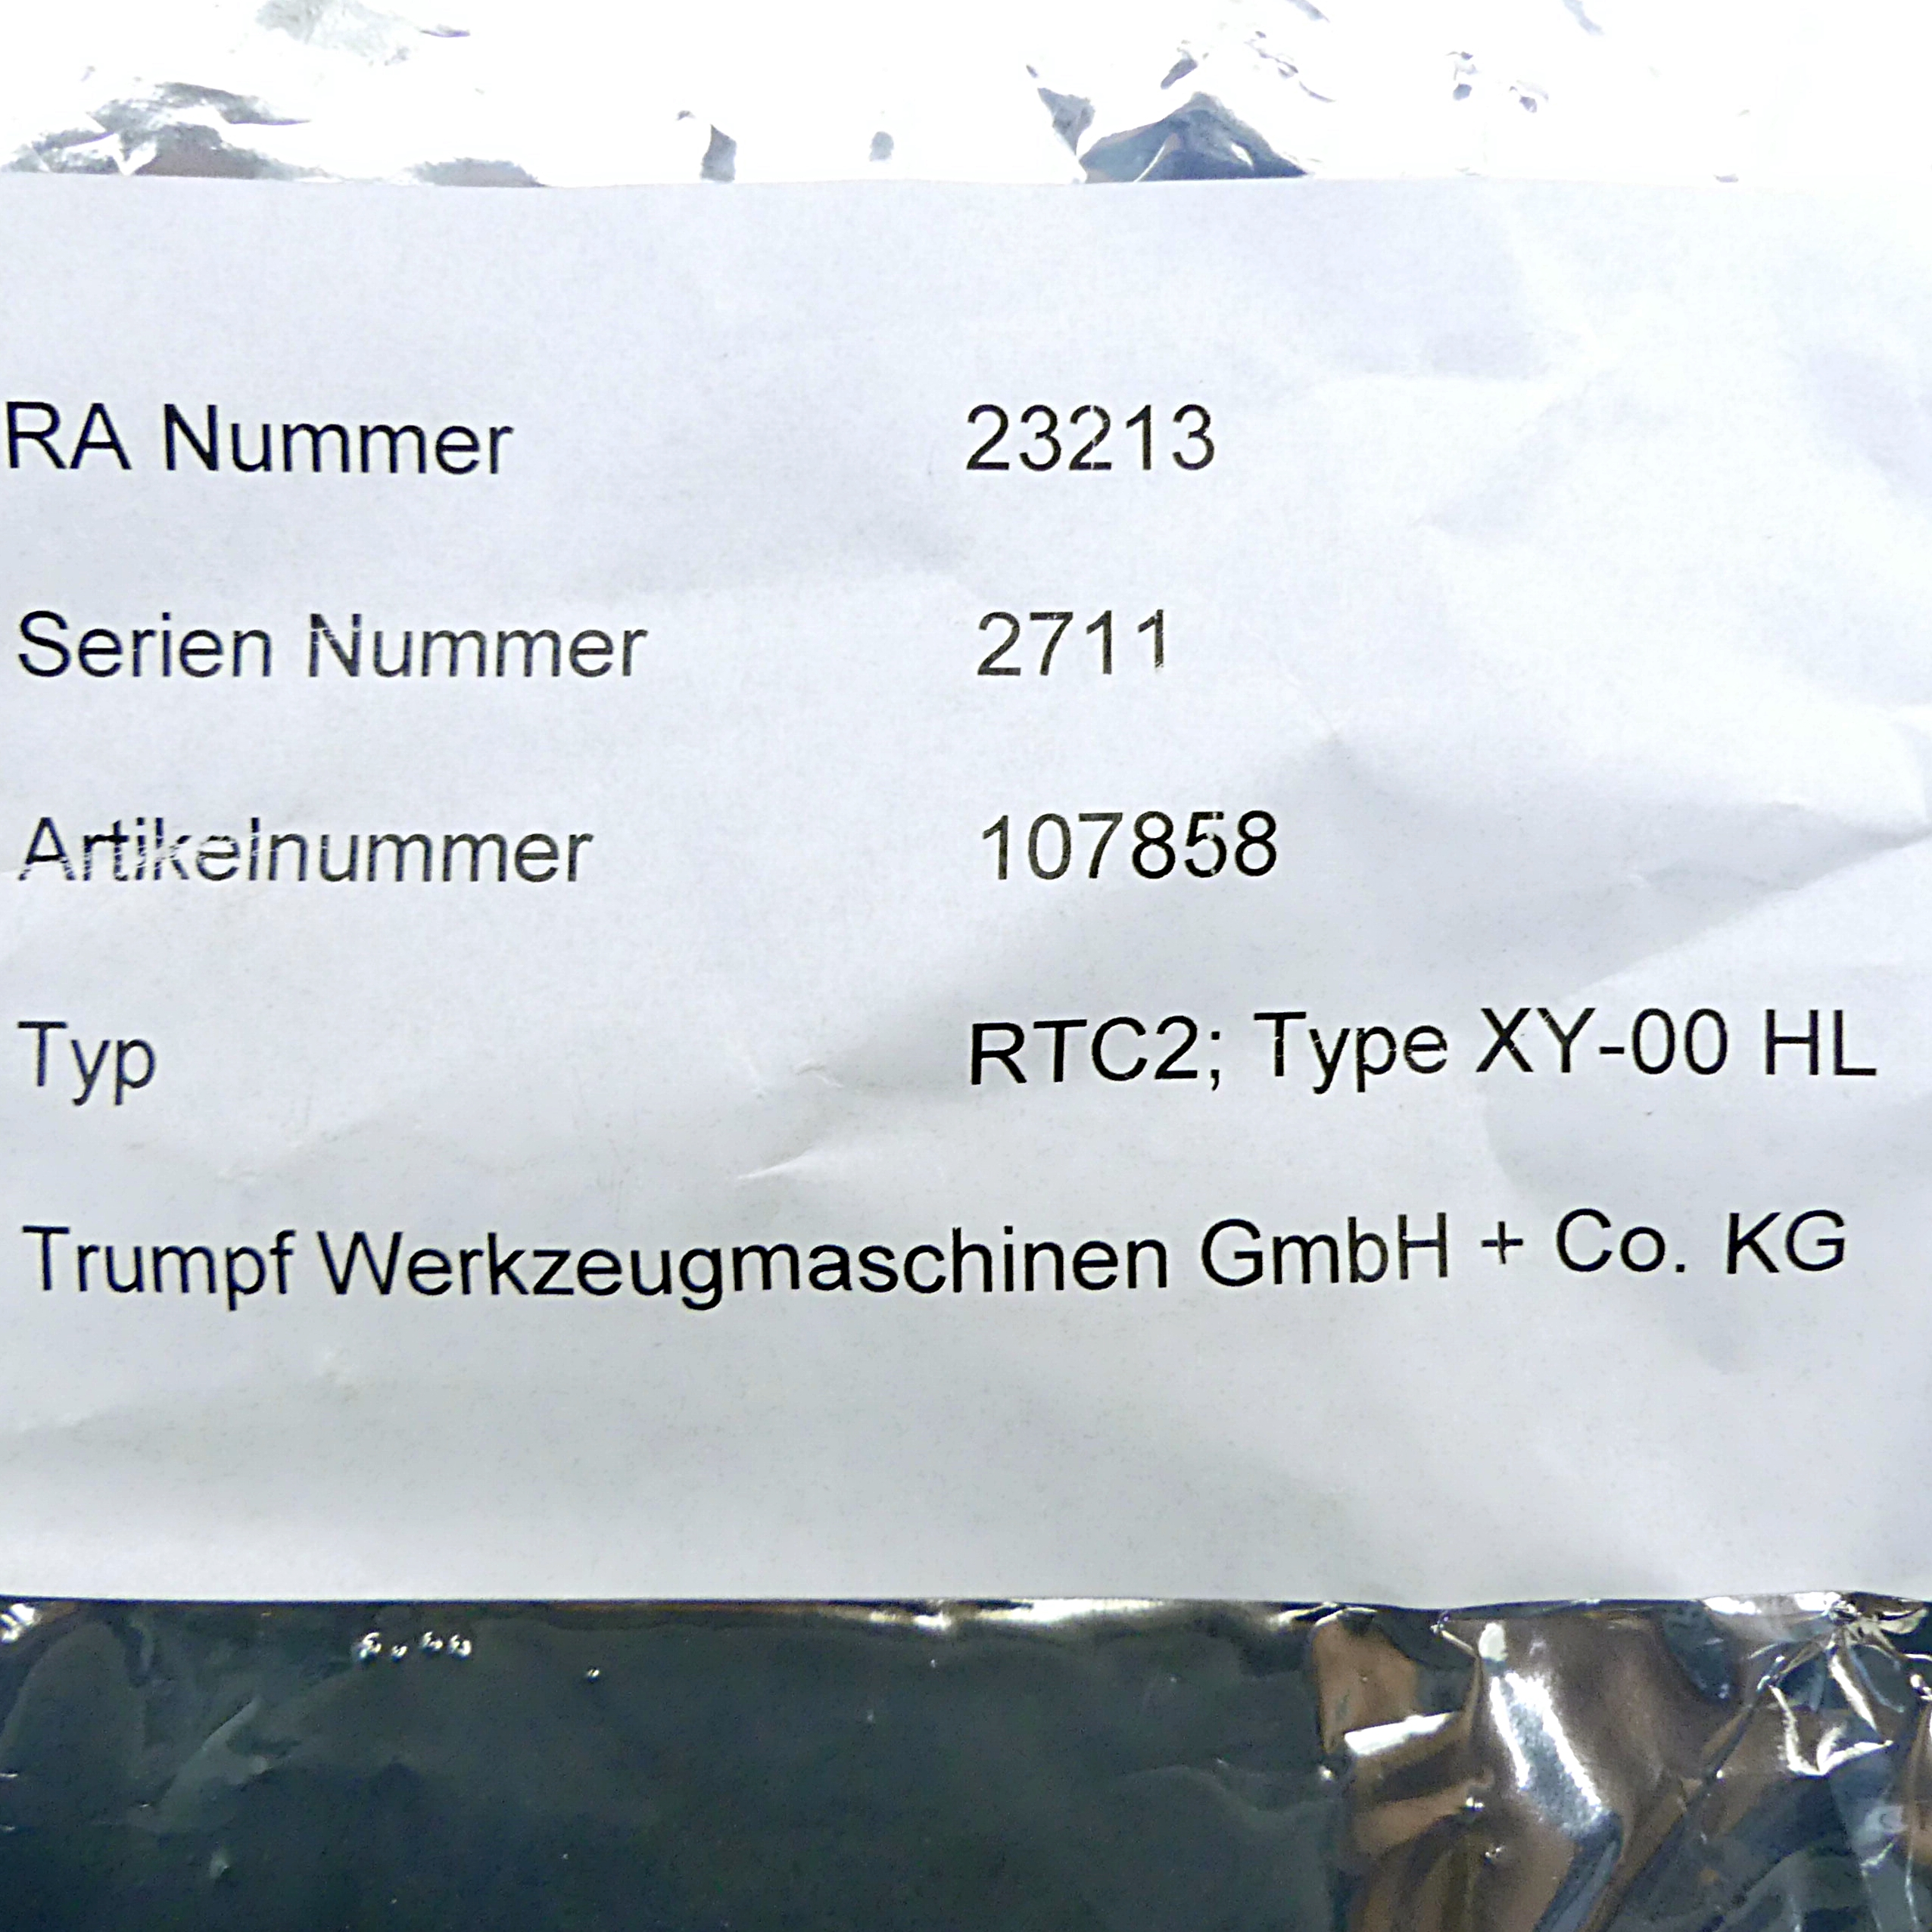 RA Nummer 23213
Serien Nummer 2711
Artikelnummer 107858
Typ RTC2; Type XY-00 HL
Trumpf Werkzeugmaschinen GmbH + Co. KG